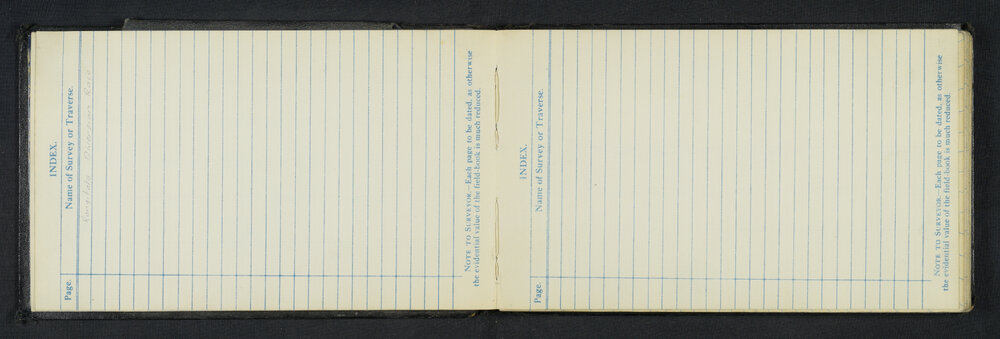 INDEX.
Page.
Name of Survey or Traverse.
Rangitata
NOTE TO SURVEYOR.—Each page to be dated, as otherwise
the evidential value of the field-book is much reduced.
INDEX.
Page.
Name of Survey or Traverse.
NOTE TO SURVEYOR.—Each page to be dated, as otherwise
the evidential value of the field-book is much reduced.